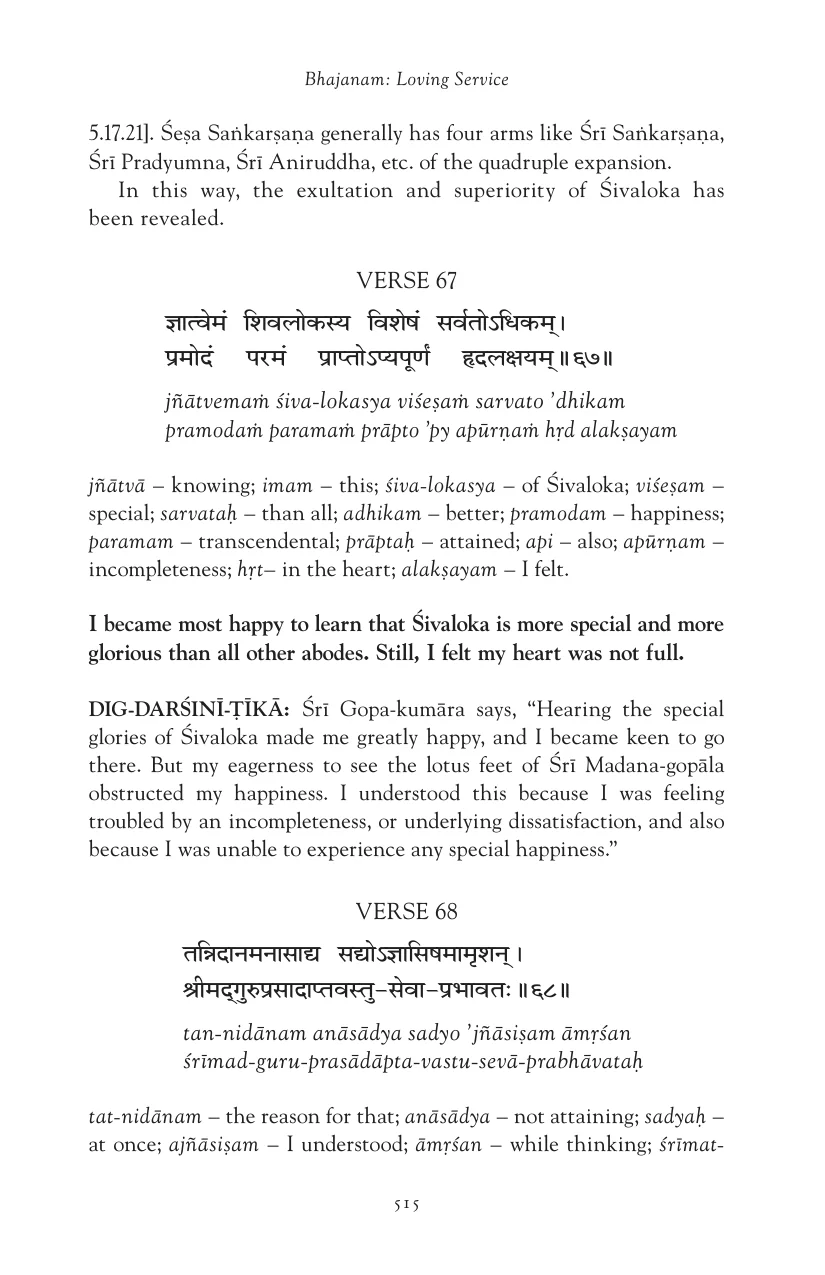 Bhajanam: Loving Service
5.17.21]. Śeṣa Saṅkarṣaṇa generally has four arms like Śrī Saṅkarṣaṇa,
Śrī Pradyumna, Śrī Aniruddha, etc. of the quadruple expansion.
In this way, the exultation and superiority of Śivaloka has
been revealed.
VERSE 67
ज्ञात्वेमं शिवलोकस्य विशेषं सर्वतोऽधिकम्।
प्रमोदं परमं प्राप्तोऽप्यपूर्णं हृदलक्षयम्॥६७॥
jñātvemaṁ śiva-lokasya viśeṣaṁ sarvato ’dhikam
pramodaṁ paramaṁ prāpto ’py apūrṇaṁ hṛd alakṣayam
jñātvā – knowing; imam – this; śiva-lokasya – of Śivaloka; viśeṣam –
special; sarvataḥ – than all; adhikam – better; pramodam – happiness;
paramam – transcendental; prāptaḥ – attained; api – also; apūrṇam –
incompleteness; hṛt– in the heart; alakṣayam – I felt.
I became most happy to learn that Śivaloka is more special and more
glorious than all other abodes. Still, I felt my heart was not full.
DIG-DARŚINĪ-ṬĪKĀ: Śrī Gopa-kumāra says, “Hearing the special
glories of Śivaloka made me greatly happy, and I became keen to go
there. But my eagerness to see the lotus feet of Śrī Madana-gopāla
obstructed my happiness. I understood this because I was feeling
troubled by an incompleteness, or underlying dissatisfaction, and also
because I was unable to experience any special happiness.”
VERSE 68
तन्निदानमनासाद्य सद्योऽज्ञासिषमामृशन्।
श्रीमद्गुरुप्रसादाप्तवस्तु-सेवा-प्रभावतः॥६८॥
tan-nidānam anāsādya sadyo ’jñāsiṣam āmṛśan
śrīmad-guru-prasādāpta-vastu-sevā-prabhāvataḥ
tat-nidānam – the reason for that; anāsādya – not attaining; sadyaḥ –
at once; ajñāsiṣam – I understood; āmṛśan – while thinking; śrīmat-
515